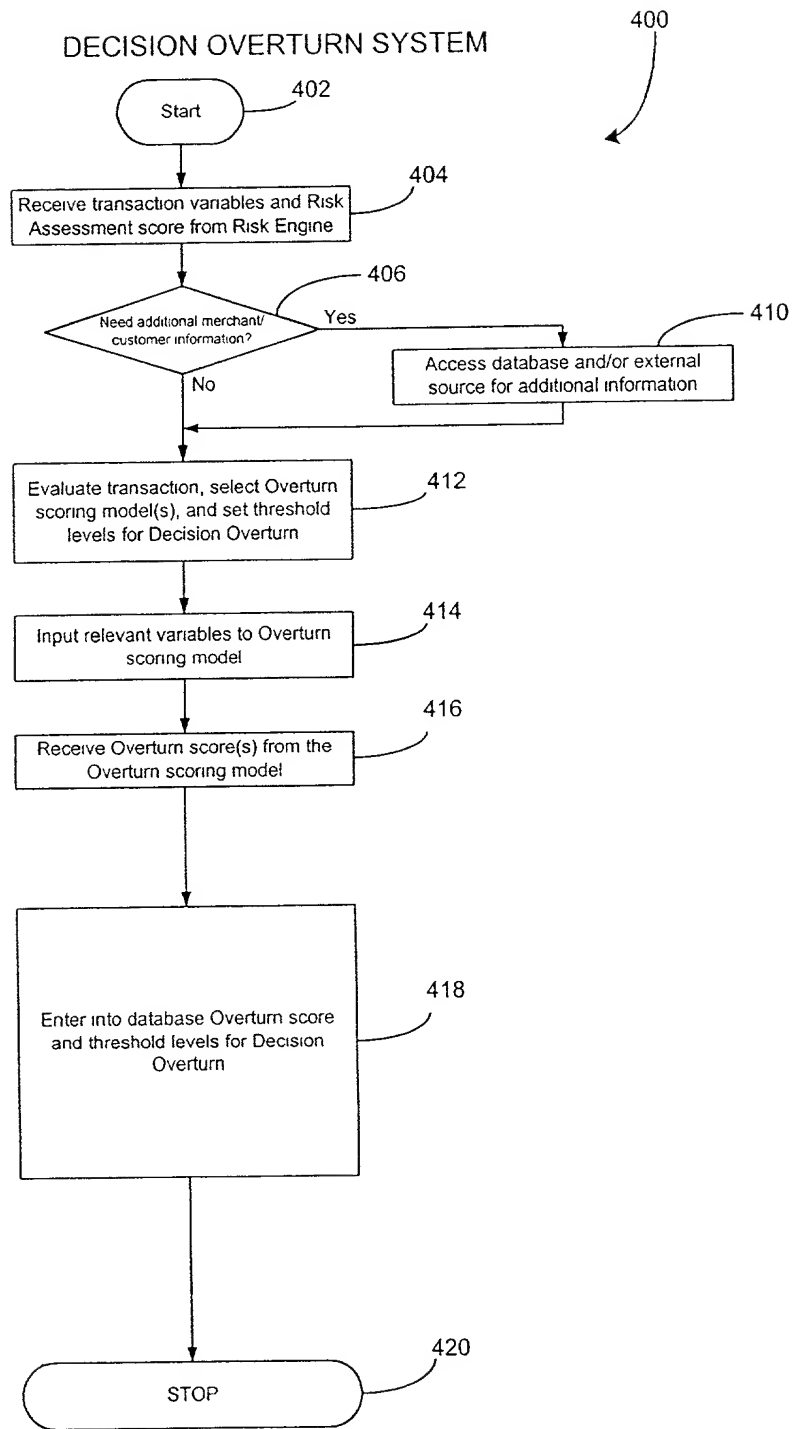 DECISION OVERTURN SYSTEM
400
402
Start
404
Receive transaction variables and Risk
Assessment score from Risk Engine
406
Need additional merchant/
customer information?
Yes
410
Access database and/or external
source for additional information
No
Evaluate transaction, select Overturn
scoring model(s), and set threshold
levels for Decision Overturn
412
Input relevant variables to Overturn
scoring model
414
Receive Overturn score(s) from the
Overturn scoring model
416
Enter into database Overturn score
and threshold levels for Decision
Overturn
418
STOP
420